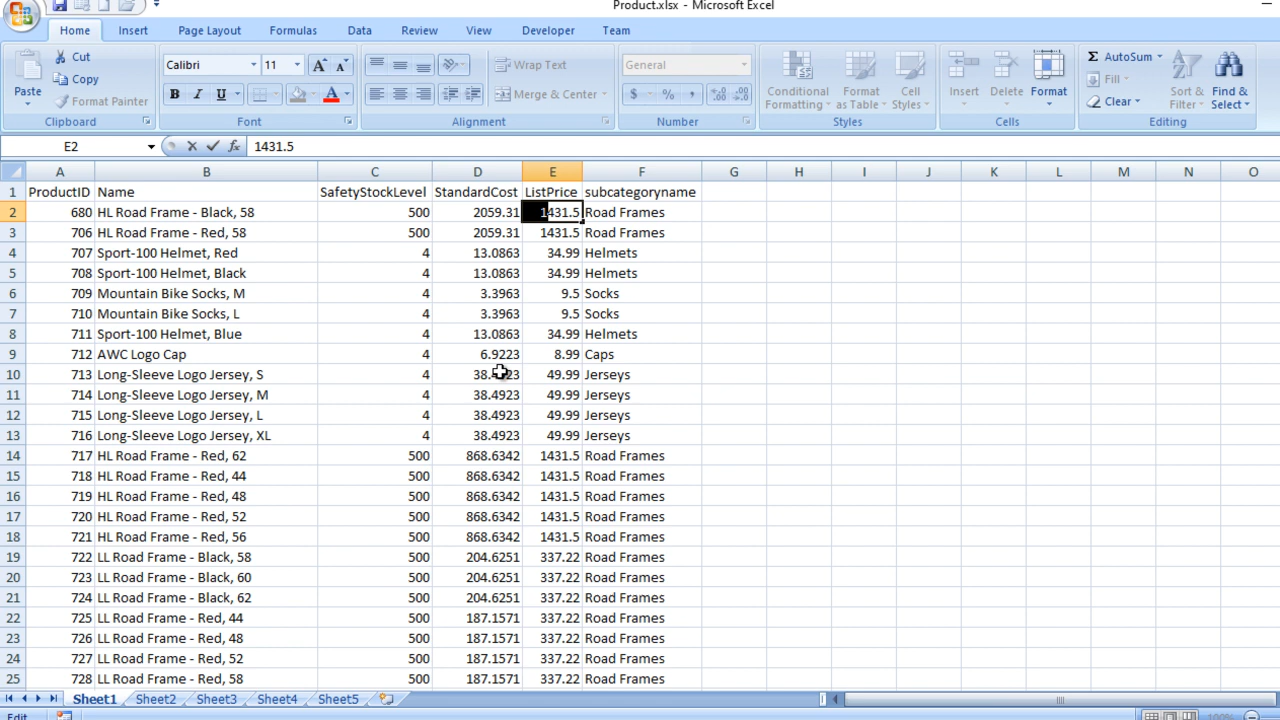 Product.xlsx - Microsoft Excel
Home Insert Page Layout Formulas Data Review View Developer Team
Paste Cut Copy Format Painter Clipboard
Calibri 11 A A B I U A Font
Wrap Text Merge & Center Alignment
General $ % , Number
Conditional Formatting Format as Table Cell Styles Styles
Insert Delete Format Cells
Σ AutoSum Fill Clear Sort & Filter Find & Select Editing
E2 fx 1431.5
A B C D E F G H I J K L M N O
1 ProductID Name SafetyStockLevel StandardCost ListPrice subcategoryname
2 680 HL Road Frame - Black, 58 500 2059.31 1431.5 Road Frames
3 706 HL Road Frame - Red, 58 500 2059.31 1431.5 Road Frames
4 707 Sport-100 Helmet, Red 4 13.0863 34.99 Helmets
5 708 Sport-100 Helmet, Black 4 13.0863 34.99 Helmets
6 709 Mountain Bike Socks, M 4 3.3963 9.5 Socks
7 710 Mountain Bike Socks, L 4 3.3963 9.5 Socks
8 711 Sport-100 Helmet, Blue 4 13.0863 34.99 Helmets
9 712 AWC Logo Cap 4 6.9223 8.99 Caps
10 713 Long-Sleeve Logo Jersey, S 4 49.99 Jerseys
11 714 Long-Sleeve Logo Jersey, M 4 38.4923 49.99 Jerseys
12 715 Long-Sleeve Logo Jersey, L 4 38.4923 49.99 Jerseys
13 716 Long-Sleeve Logo Jersey, XL 4 38.4923 49.99 Jerseys
14 717 HL Road Frame - Red, 62 500 868.6342 1431.5 Road Frames
15 718 HL Road Frame - Red, 44 500 868.6342 1431.5 Road Frames
16 719 HL Road Frame - Red, 48 500 868.6342 1431.5 Road Frames
17 720 HL Road Frame - Red, 52 500 868.6342 1431.5 Road Frames
18 721 HL Road Frame - Red, 56 500 868.6342 1431.5 Road Frames
19 722 LL Road Frame - Black, 58 500 204.6251 337.22 Road Frames
20 723 LL Road Frame - Black, 60 500 204.6251 337.22 Road Frames
21 724 LL Road Frame - Black, 62 500 204.6251 337.22 Road Frames
22 725 LL Road Frame - Red, 44 500 187.1571 337.22 Road Frames
23 726 LL Road Frame - Red, 48 500 187.1571 337.22 Road Frames
24 727 LL Road Frame - Red, 52 500 187.1571 337.22 Road Frames
25 728 LL Road Frame - Red, 58 500 187.1571 337.22 Road Frames
Sheet1 Sheet2 Sheet3 Sheet4 Sheet5
Edit 100%